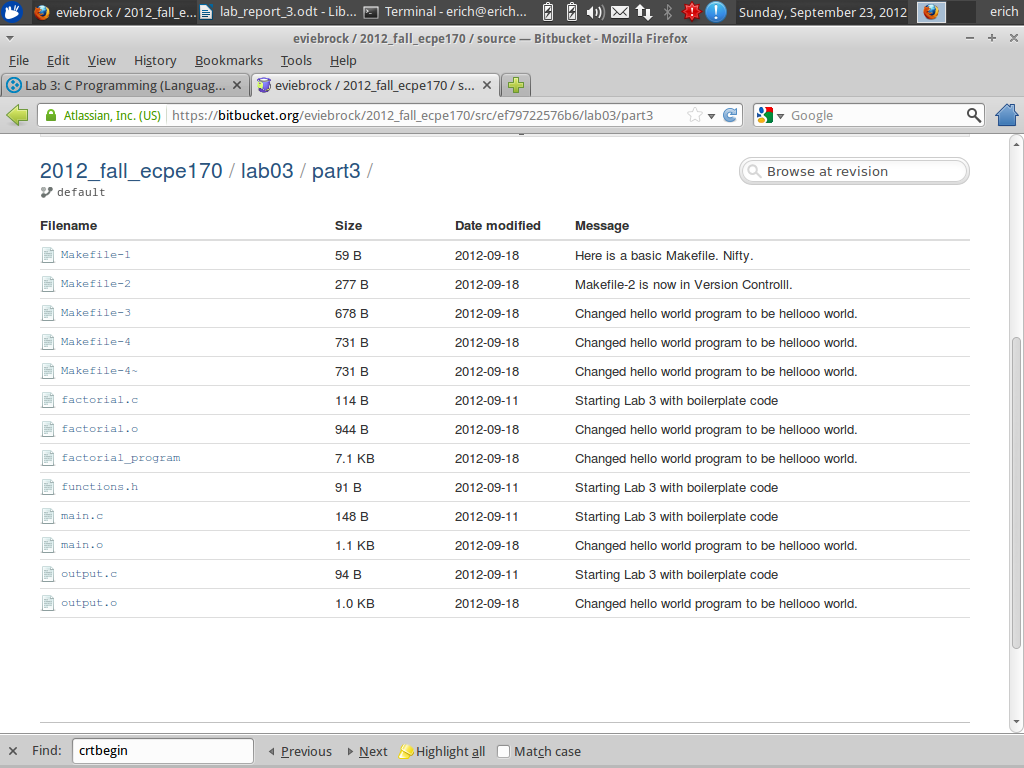 eviebrock / 2012_fall_e... lab_report_3.odt - Lib... Terminal - erich@erich... Sunday, September 23, 2012 erich
eviebrock / 2012_fall_ecpe170 / source — Bitbucket - Mozilla Firefox
File Edit View History Bookmarks Tools Help
Lab 3: C Programming (Languag... eviebrock / 2012_fall_ecpe170 / s...
Atlassian, Inc. (US) https://bitbucket.org/eviebrock/2012_fall_ecpe170/src/ef79722576b6/lab03/part3 Google
2012_fall_ecpe170 / lab03 / part3 / Browse at revision
default
Filename Size Date modified Message
Makefile-1 59 B 2012-09-18 Here is a basic Makefile. Nifty.
Makefile-2 277 B 2012-09-18 Makefile-2 is now in Version Controlll.
Makefile-3 678 B 2012-09-18 Changed hello world program to be hellooo world.
Makefile-4 731 B 2012-09-18 Changed hello world program to be hellooo world.
Makefile-4~ 731 B 2012-09-18 Changed hello world program to be hellooo world.
factorial.c 114 B 2012-09-11 Starting Lab 3 with boilerplate code
factorial.o 944 B 2012-09-18 Changed hello world program to be hellooo world.
factorial_program 7.1 KB 2012-09-18 Changed hello world program to be hellooo world.
functions.h 91 B 2012-09-11 Starting Lab 3 with boilerplate code
main.c 148 B 2012-09-11 Starting Lab 3 with boilerplate code
main.o 1.1 KB 2012-09-18 Changed hello world program to be hellooo world.
output.c 94 B 2012-09-11 Starting Lab 3 with boilerplate code
output.o 1.0 KB 2012-09-18 Changed hello world program to be hellooo world.
Find: crtbegin Previous Next Highlight all Match case